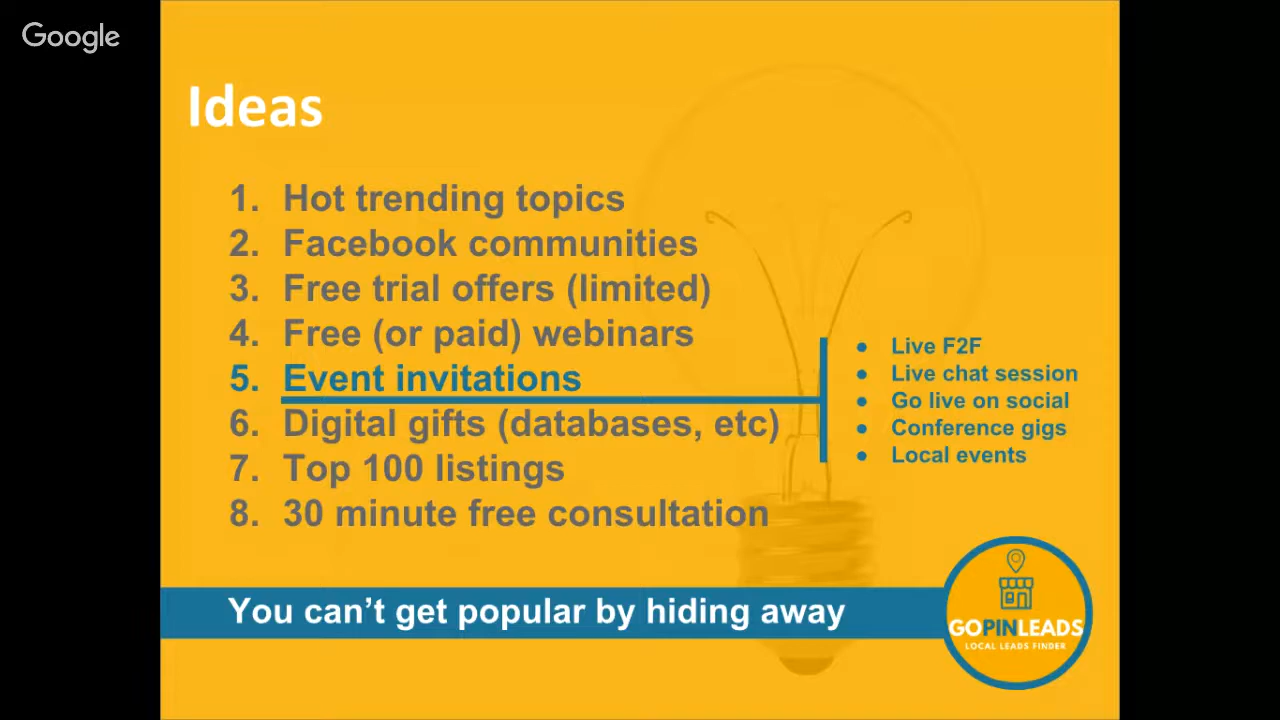 Google
Ideas
1. Hot trending topics
2. Facebook communities
3. Free trial offers (limited)
4. Free (or paid) webinars
5. Event invitations
6. Digital gifts (databases, etc)
7. Top 100 listings
8. 30 minute free consultation
● Live F2F
● Live chat session
● Go live on social
● Conference gigs
● Local events
You can’t get popular by hiding away
GOPINLEADS
LOCAL LEADS FINDER